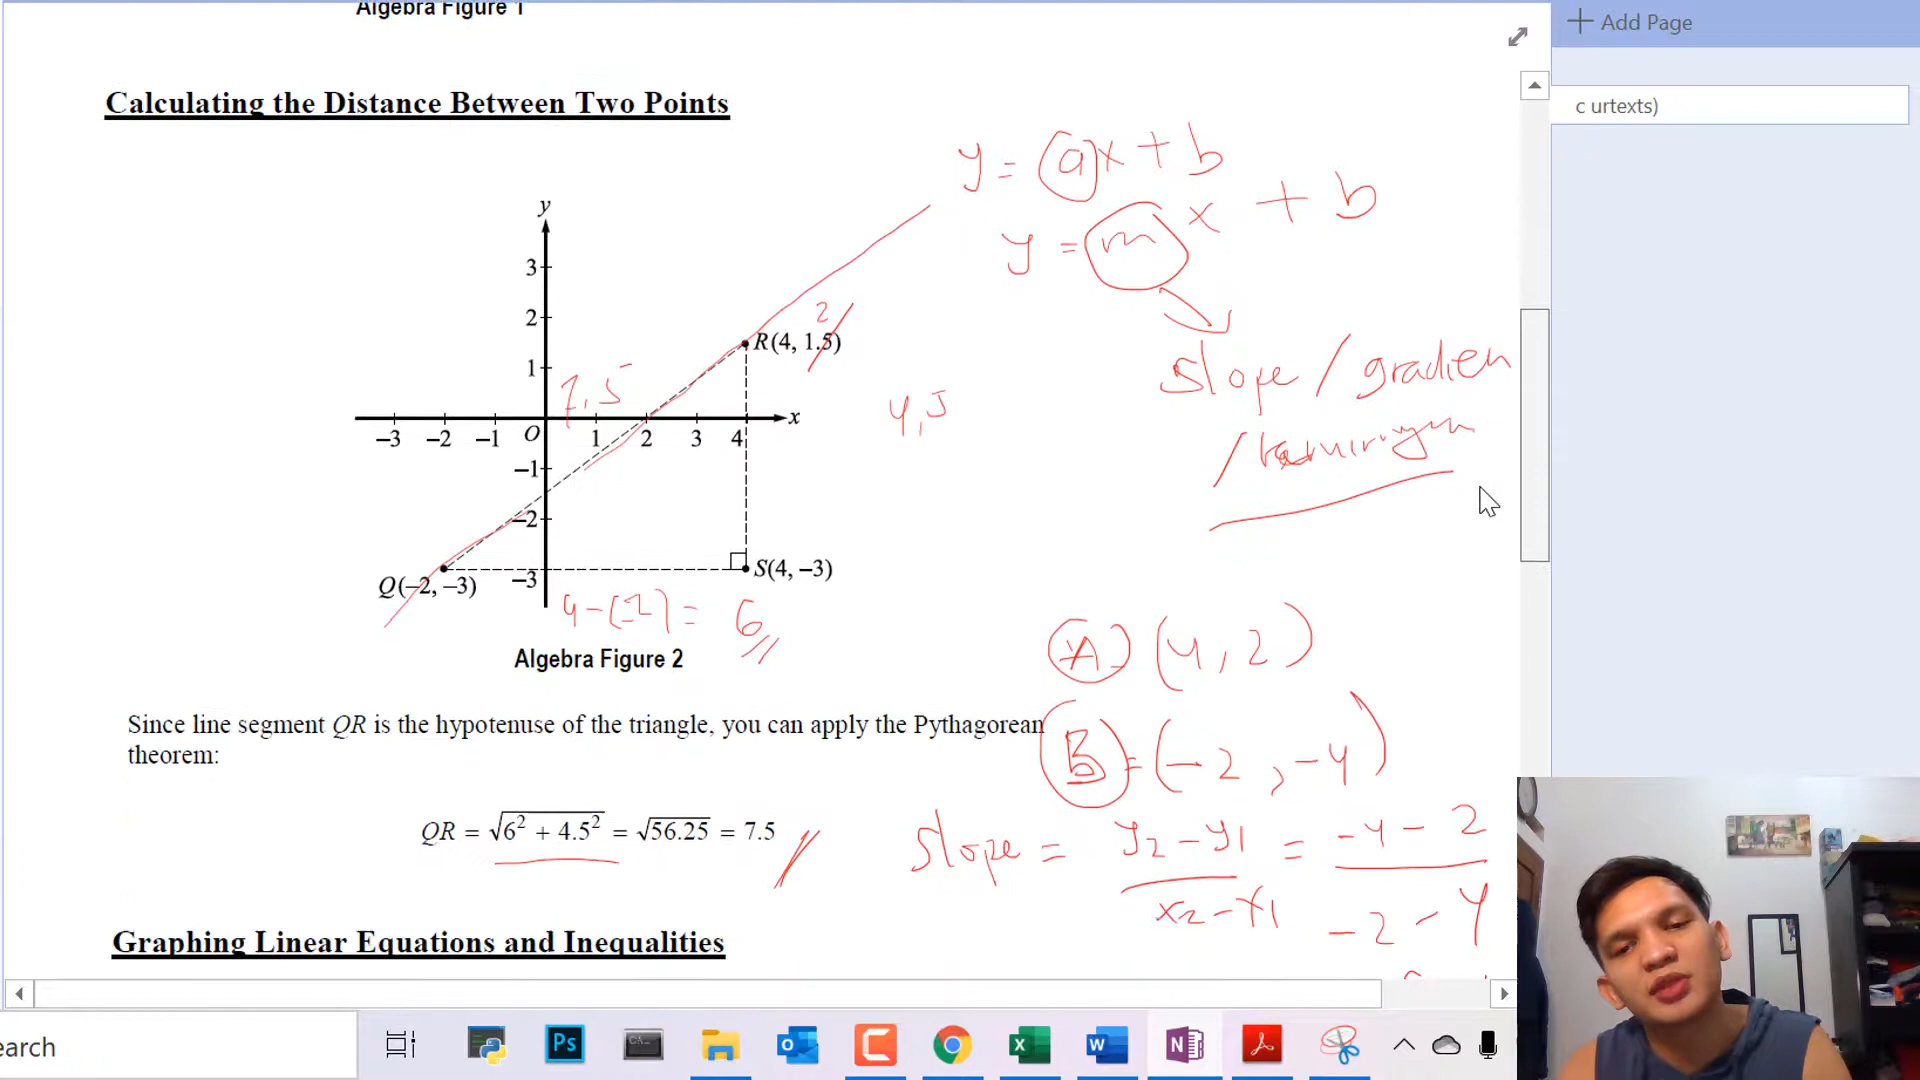 Algebra Figure 1
Add Page
c urtexts)
Calculating the Distance Between Two Points
y = ax + b
y = mx + b
y
3
2
1
2
R(4, 1.5)
slope / gradien
7,5
4,5
-3 -2 -1 O 1 2 3 4 x
-1
-2
-3
Q(−2, −3)
S(4, −3)
4-(-2) = 6
Algebra Figure 2
A = (4, 2)
B = (-2, -4)
Since line segment QR is the hypotenuse of the triangle, you can apply the Pythagorean
theorem:
QR = √6² + 4.5² = √56.25 = 7.5
slope = y2-y1 = -4-2
x2-x1 -2-4
Graphing Linear Equations and Inequalities
earch